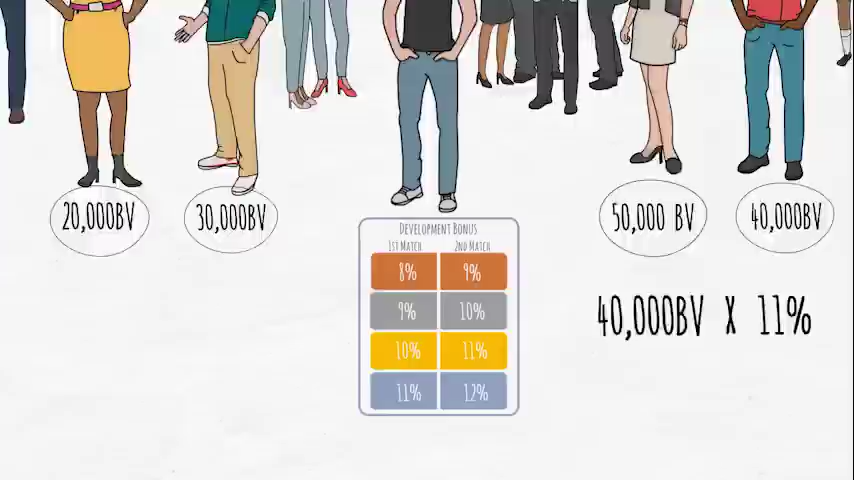 20,000BV
30,000BV
50,000 BV
40,000BV
Development Bonus
1st Match 2nd Match
8% 9%
9% 10%
10% 11%
11% 12%
40,000BV X 11%